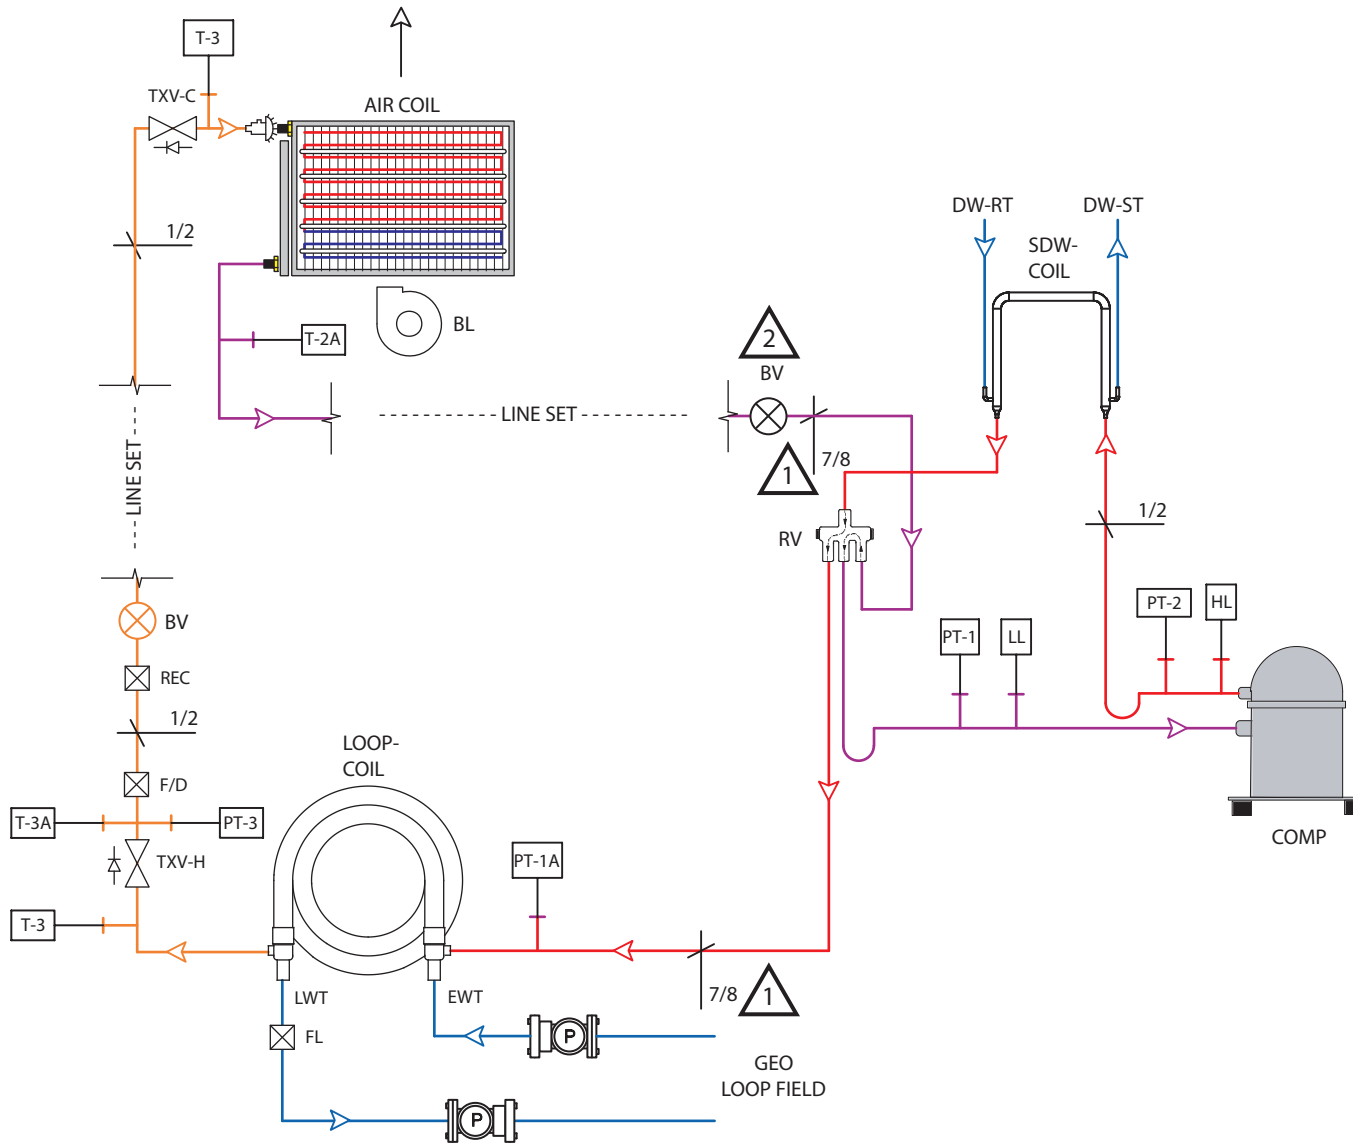 T-3
TXV-C
AIR COIL
1/2
DW-RT
DW-ST
SDW-
COIL
BL
T-2A
2
BV
LINE SET
1
7/8
LINE SET
1/2
RV
BV
PT-1
LL
PT-2
HL
REC
1/2
LOOP-
COIL
F/D
T-3A
PT-3
TXV-H
PT-1A
COMP
T-3
LWT
EWT
7/8
1
FL
P
GEO
LOOP FIELD
P